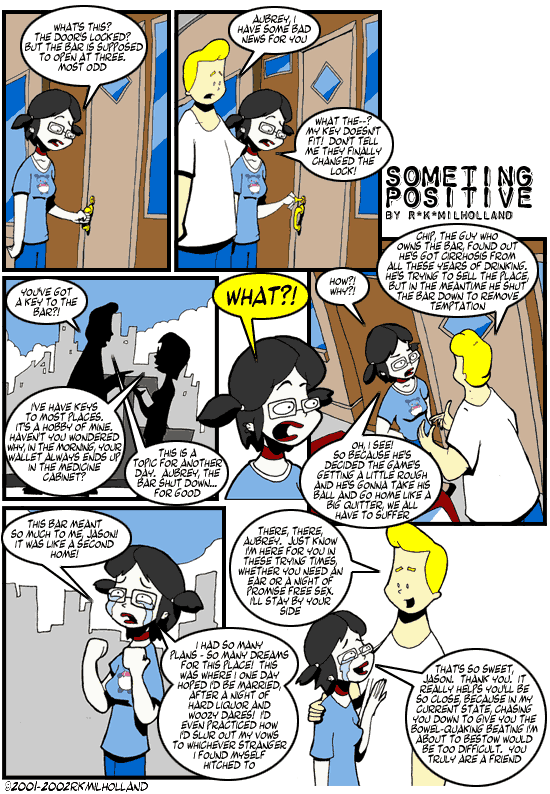 WHAT'S THIS?
THE DOOR'S LOCKED?
BUT THE BAR IS SUPPOSED
TO OPEN AT THREE.
MOST ODD
AUBREY, I
HAVE SOME BAD
NEWS FOR YOU
WHAT THE--?
MY KEY DOESN'T
FIT! DON'T TELL
ME THEY FINALLY
CHANGED THE
LOCK!
SOMETING
POSITIVE
BY R*K*MILHOLLAND
YOU'VE GOT
A KEY TO THE
BAR?!
I'VE HAVE KEYS
TO MOST PLACES.
IT'S A HOBBY OF MINE.
HAVEN'T YOU WONDERED
WHY, IN THE MORNING, YOUR
WALLET ALWAYS ENDS UP
IN THE MEDICINE
CABINET?
THIS IS A
TOPIC FOR ANOTHER
DAY. AUBREY, THE
BAR SHUT DOWN...
FOR GOOD
WHAT?!
HOW?!
WHY?!
CHIP, THE GUY WHO
OWNS THE BAR, FOUND OUT
HE'S GOT CIRRHOSIS FROM
ALL THESE YEARS OF DRINKING.
HE'S TRYING TO SELL THE PLACE,
BUT IN THE MEANTIME HE SHUT
THE BAR DOWN TO REMOVE
TEMPTATION
OH, I SEE!
SO BECAUSE HE'S
DECIDED THE GAME'S
GETTING A LITTLE ROUGH
AND HE'S GONNA TAKE HIS
BALL AND GO HOME LIKE A
BIG QUITTER, WE ALL
HAVE TO SUFFER
THIS BAR MEANT
SO MUCH TO ME, JASON!
IT WAS LIKE A SECOND
HOME!
I HAD SO MANY
PLANS - SO MANY DREAMS
FOR THIS PLACE! THIS
WAS WHERE I ONE DAY
HOPED I'D BE MARRIED,
AFTER A NIGHT OF
HARD LIQUOR AND
WOOZY DARES! I'D
EVEN PRACTICED HOW
I'D SLUR OUT MY VOWS
TO WHICHEVER STRANGER
I FOUND MYSELF
HITCHED TO
THERE, THERE,
AUBREY. JUST KNOW
I'M HERE FOR YOU IN
THESE TRYING TIMES,
WHETHER YOU NEED AN
EAR OR A NIGHT OF
PROMISE FREE SEX.
I'LL STAY BY YOUR
SIDE
THAT'S SO SWEET,
JASON. THANK YOU. IT
REALLY HELPS YOU'LL BE
SO CLOSE, BECAUSE IN MY
CURRENT STATE, CHASING
YOU DOWN TO GIVE YOU THE
BOWEL-QUAKING BEATING I'M
ABOUT TO BESTOW WOULD
BE TOO DIFFICULT. YOU
TRULY ARE A FRIEND
©2001-2002RKMILHOLLAND